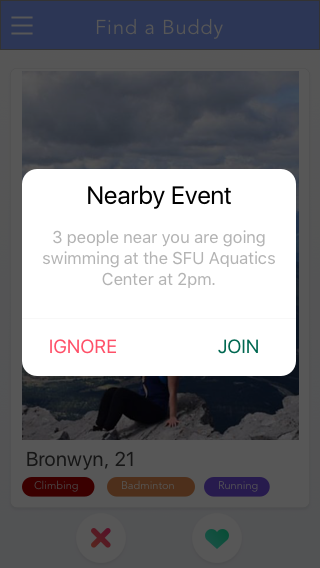 Find a Buddy
Nearby Event
3 people near you are going
swimming at the SFU Aquatics
Center at 2pm.
IGNORE JOIN
Bronwyn, 21
Climbing Badminton Running